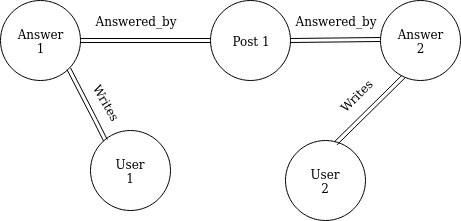 Answered_by
Answered_by
Answer
1
Post 1
Answer
2
Writes
Writes
User
1
User
2